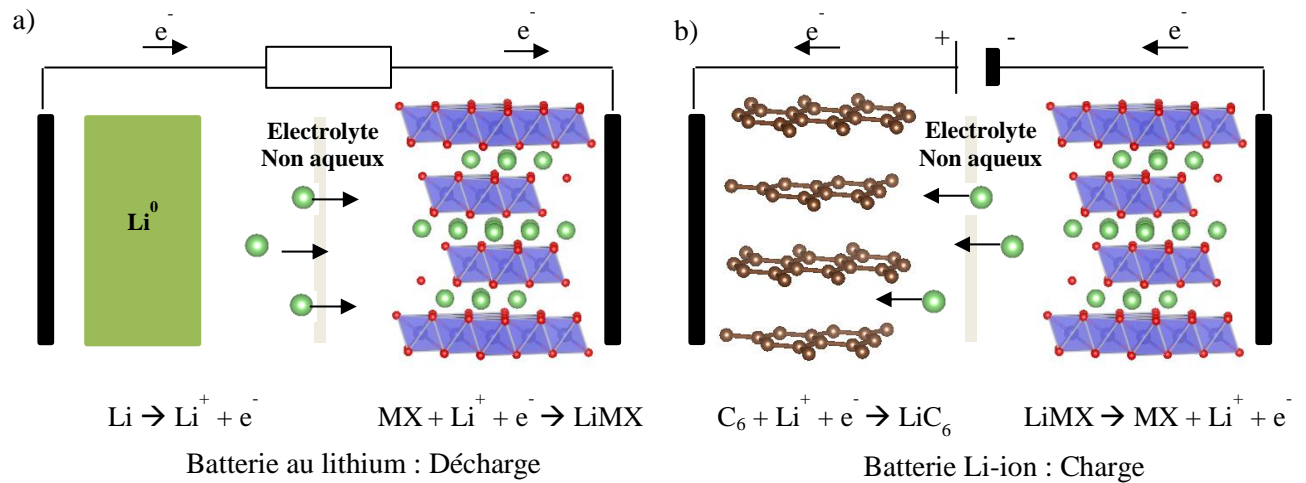 a)
e⁻
e⁻
Electrolyte
Non aqueux
Li⁰
Li → Li⁺ + e⁻
MX + Li⁺ + e⁻ → LiMX
Batterie au lithium : Décharge
b)
e⁻
+
-
e⁻
Electrolyte
Non aqueux
C₆ + Li⁺ + e⁻ → LiC₆
LiMX → MX + Li⁺ + e⁻
Batterie Li-ion : Charge